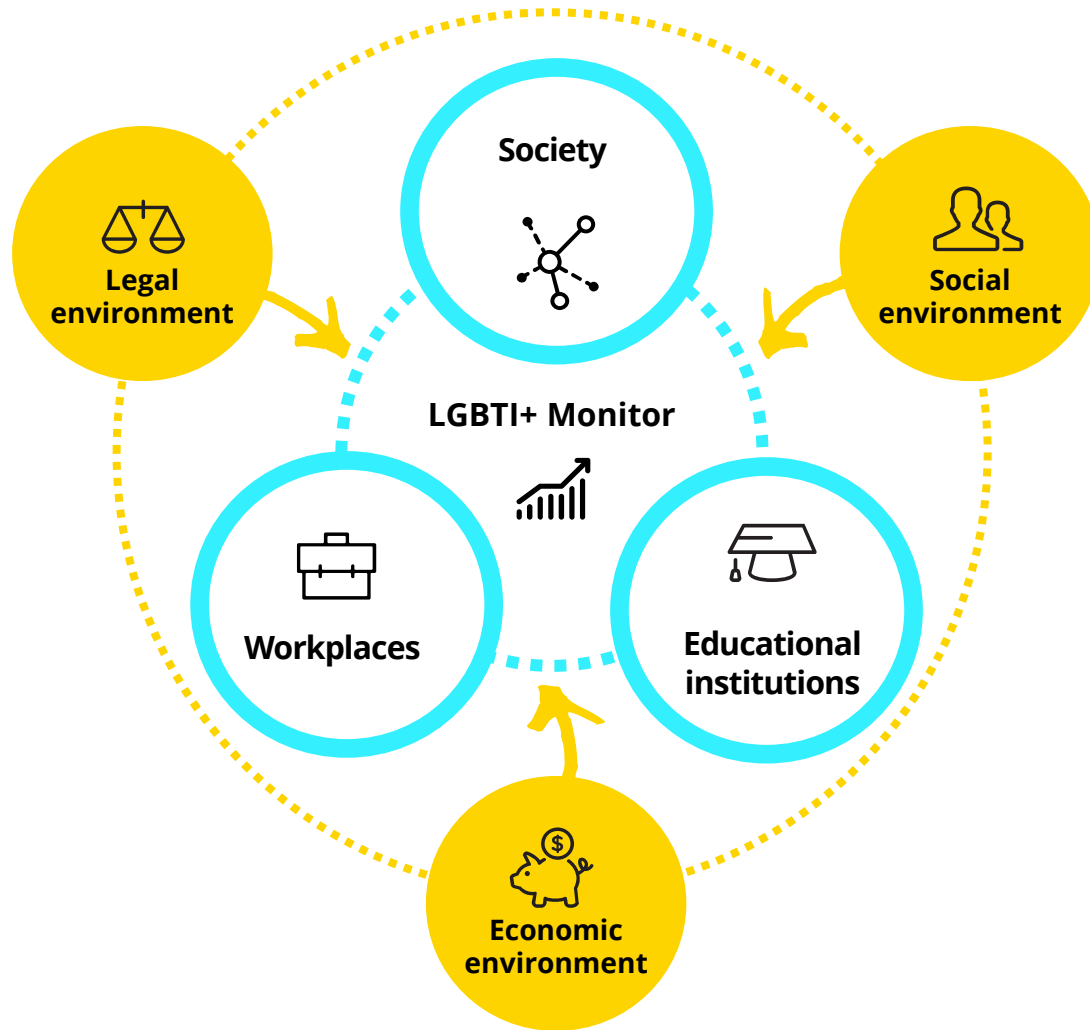 Society
Legal
environment
Social
environment
LGBTI+ Monitor
Workplaces
Educational
institutions
$
Economic
environment